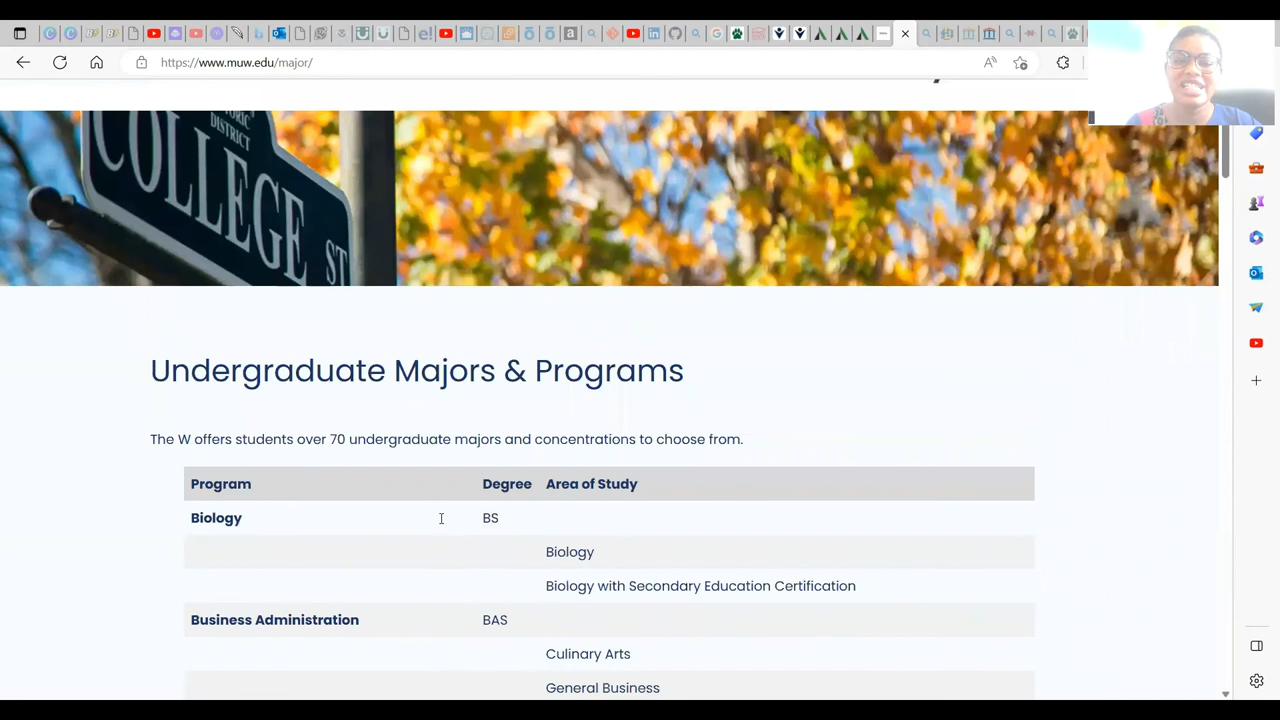 https://www.muw.edu/major/
HISTORIC
DISTRICT
COLLEGE ST
Undergraduate Majors & Programs
The W offers students over 70 undergraduate majors and concentrations to choose from.
Program Degree Area of Study
Biology BS
Biology
Biology with Secondary Education Certification
Business Administration BAS
Culinary Arts
General Business